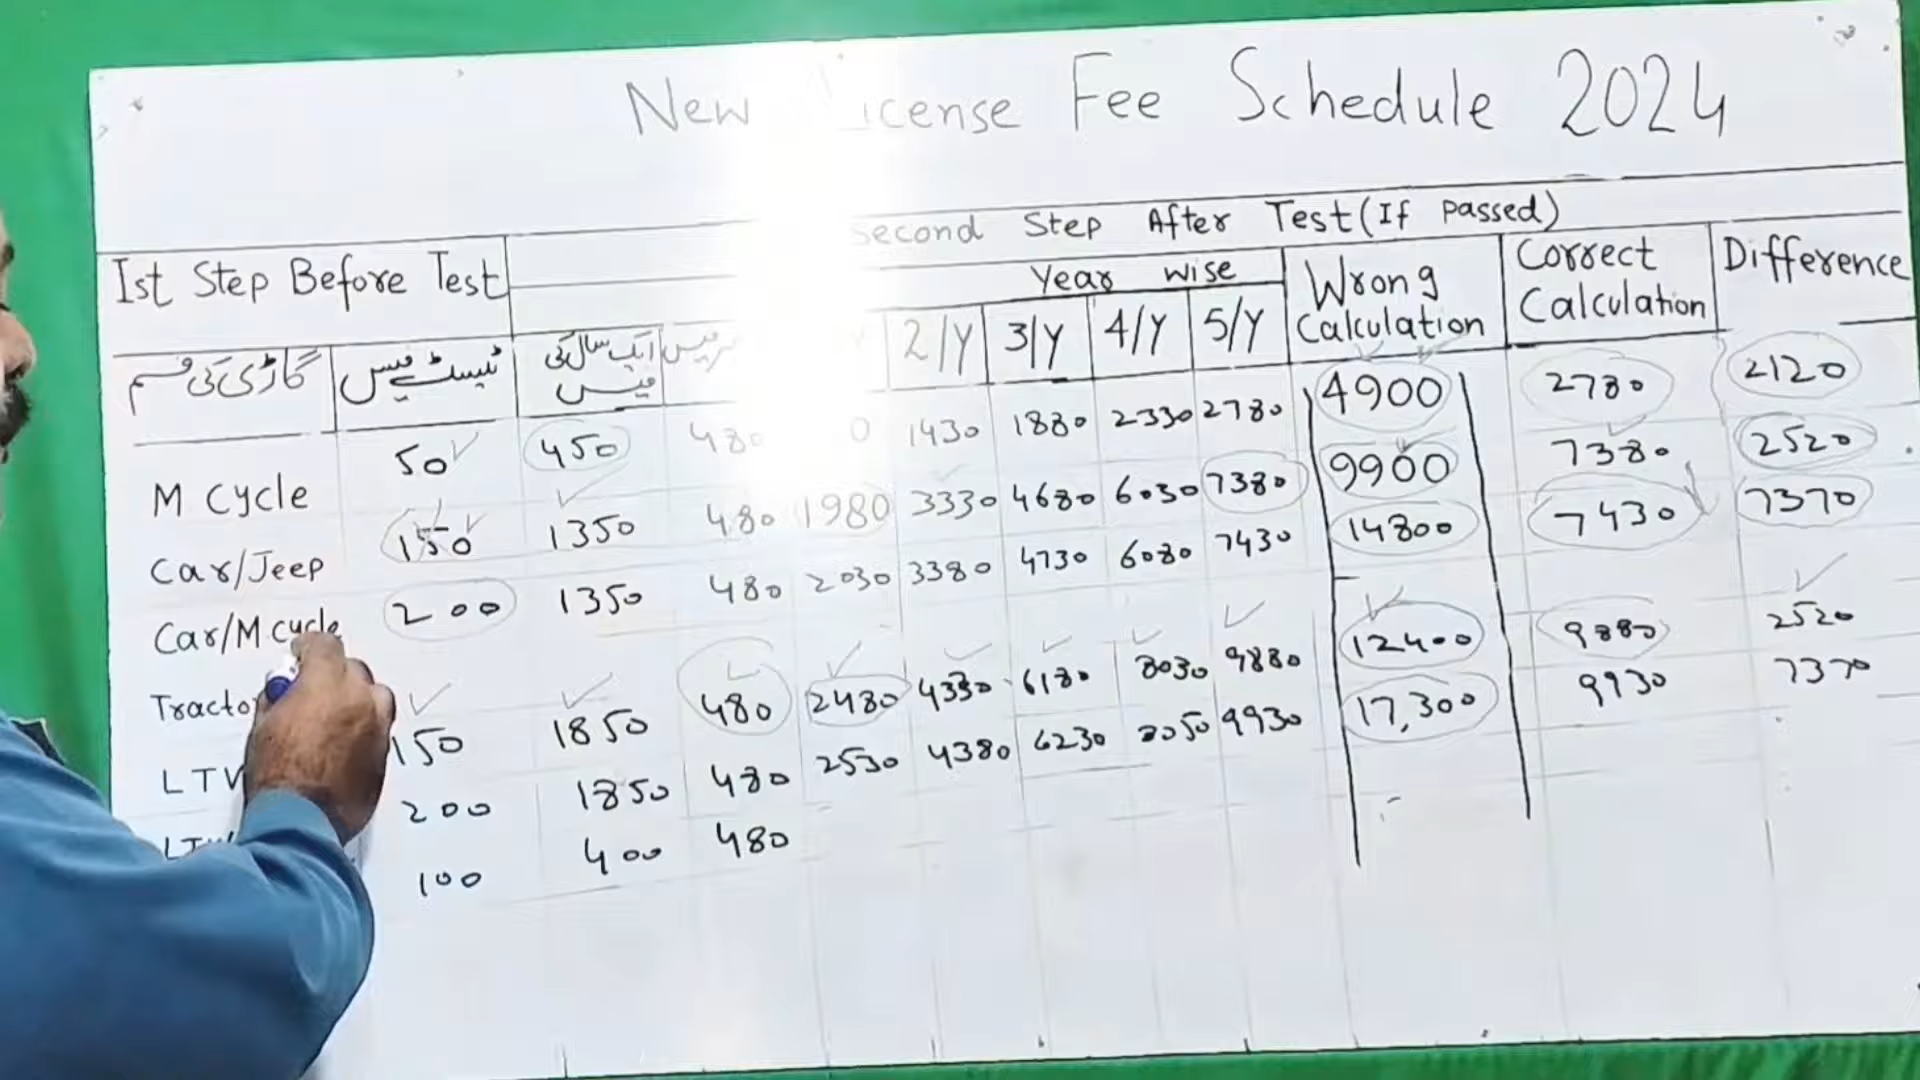 New License Fee Schedule 2024
Second Step After Test (If passed)
Ist Step Before Test
Year wise
Wrong Calculation
Correct Calculation
Difference
گاڑی کی قسم ٹیسٹ فیس ایک سال کی فیس 2/Y 3/Y 4/Y 5/Y
M Cycle 50 450 480 1430 1880 2330 2780 4900 2780 2120
Car/Jeep 150 1350 480 1980 3330 4680 6030 7380 9900 7380 2520
Car/M cycle 200 1350 480 2030 3380 4730 6080 7430 14800 7430 7370
Tractor
LTV 150 1850 480 2480 4330 6180 8030 9880 12400 9880 2520
200 1850 480 2530 4380 6230 8050 9930 17,300 9930 7370
100 400 480